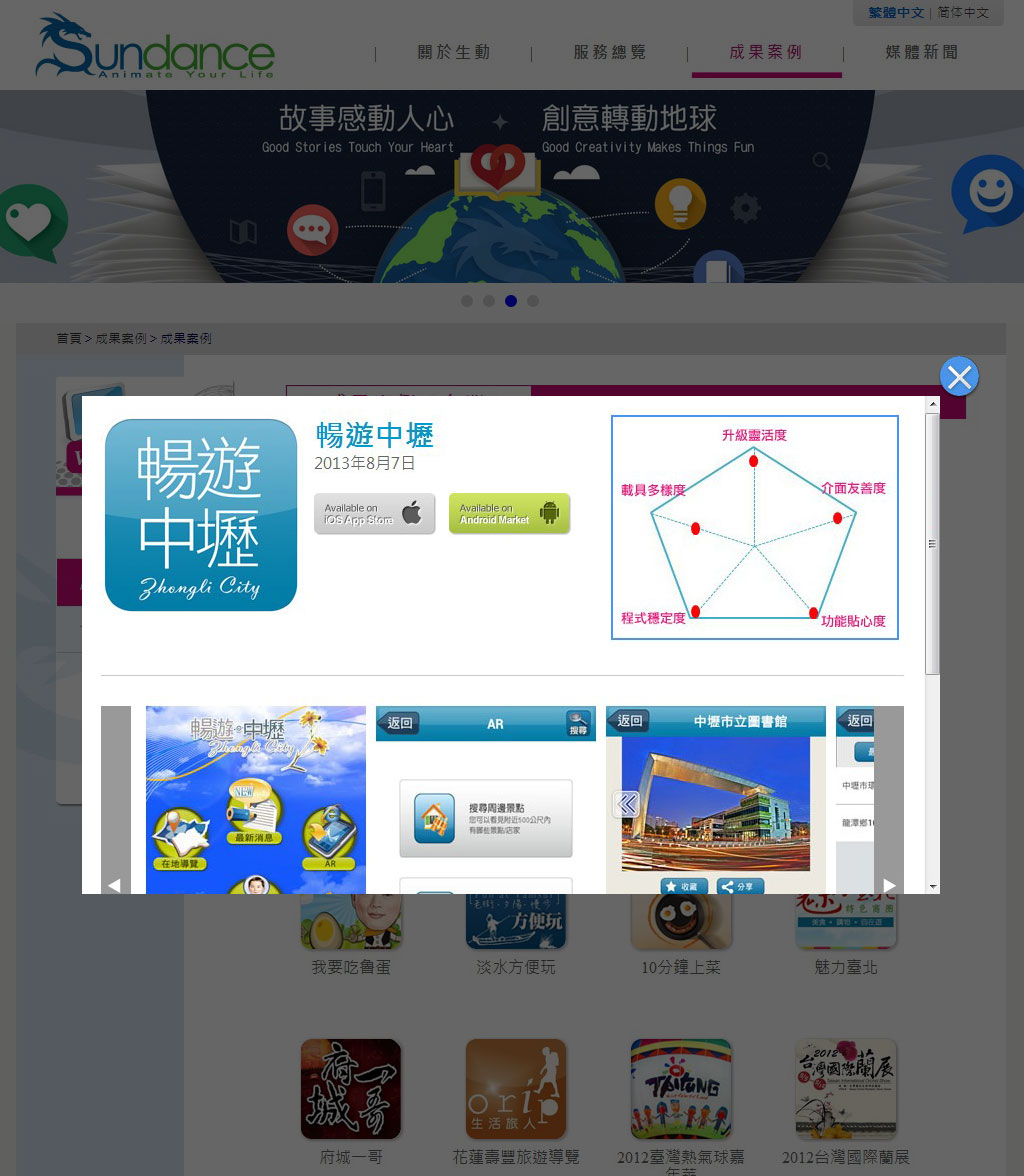 繁體中文 | 简体中文
Sundance
Animate Your Life
關於生動
服務總覽
成果案例
媒體新聞
故事感動人心
創意轉動地球
Good Stories Touch Your Heart
Good Creativity Makes Things Fun
首頁 > 成果案例 > 成果案例
暢遊
中壢
Zhongli City
暢遊中壢
2013年8月7日
Available on
iOS App Store
Available on
Android Market
升級靈活度
載具多樣度
介面友善度
程式穩定度
功能貼心度
暢遊中壢
Zhongli City
NEW
最新消息
在地導覽
AR
返回
AR
搜尋
搜尋周邊景點
您可以看見附近500公尺內
有哪些景點/店家
返回
中壢市立圖書館
收藏
分享
返回
中壢市環
龍潭鄉10
方便玩
特色商圈
我要吃魯蛋
淡水方便玩
10分鐘上菜
魅力臺北
府城一哥
orip
生活旅人
TAITUNG
2012
台灣國際蘭展
府城一哥
花蓮壽豐旅遊導覽
2012臺灣熱氣球嘉
年華
2012台灣國際蘭展